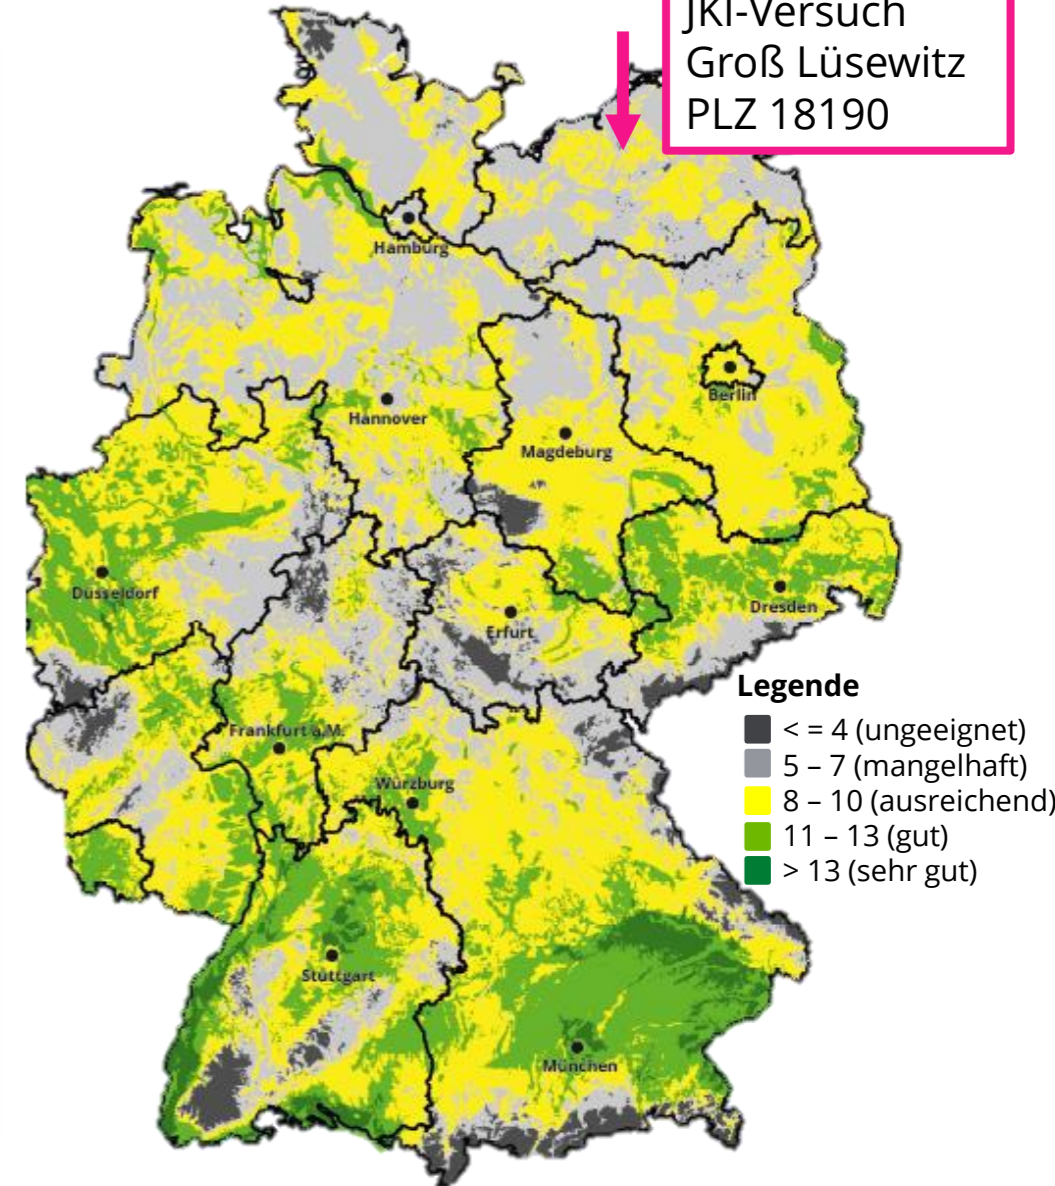 JKI-Versuch
Groß Lüsewitz
PLZ 18190
Hamburg
Berlin
Hannover
Magdeburg
Düsseldorf
Dresden
Erfurt
Legende
< = 4 (ungeeignet)
Frankfurt a.M.
5 – 7 (mangelhaft)
Würzburg
8 – 10 (ausreichend)
11 – 13 (gut)
> 13 (sehr gut)
Stuttgart
München